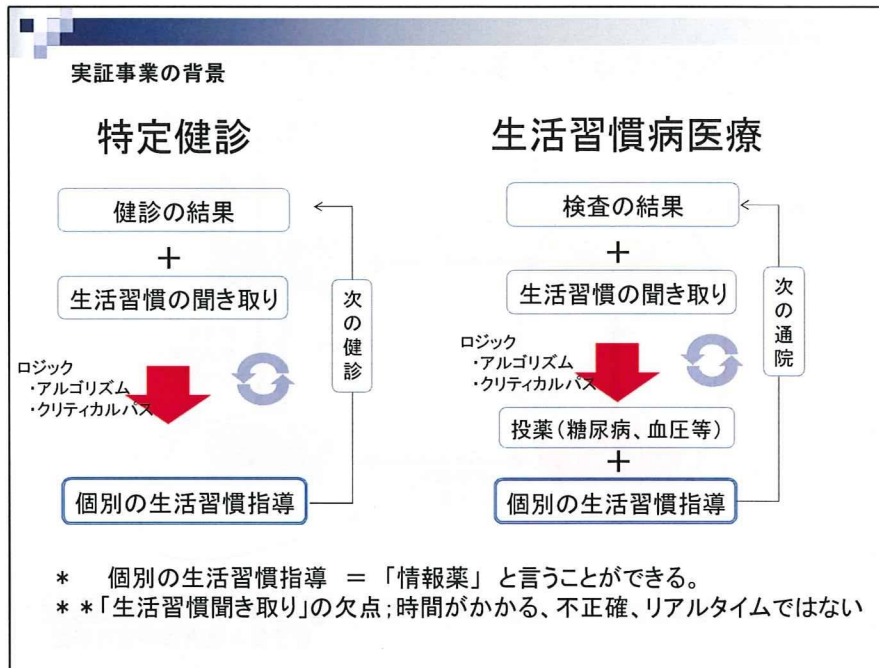 実証事業の背景
特定健診
健診の結果
+
生活習慣の聞き取り
ロジック
・アルゴリズム
・クリティカルパス
次の健診
個別の生活習慣指導
生活習慣病医療
検査の結果
+
生活習慣の聞き取り
ロジック
・アルゴリズム
・クリティカルパス
次の通院
投薬(糖尿病、血圧等)
+
個別の生活習慣指導
* 個別の生活習慣指導 = 「情報薬」 と言うことができる。
* *「生活習慣聞き取り」の欠点;時間がかかる、不正確、リアルタイムではない